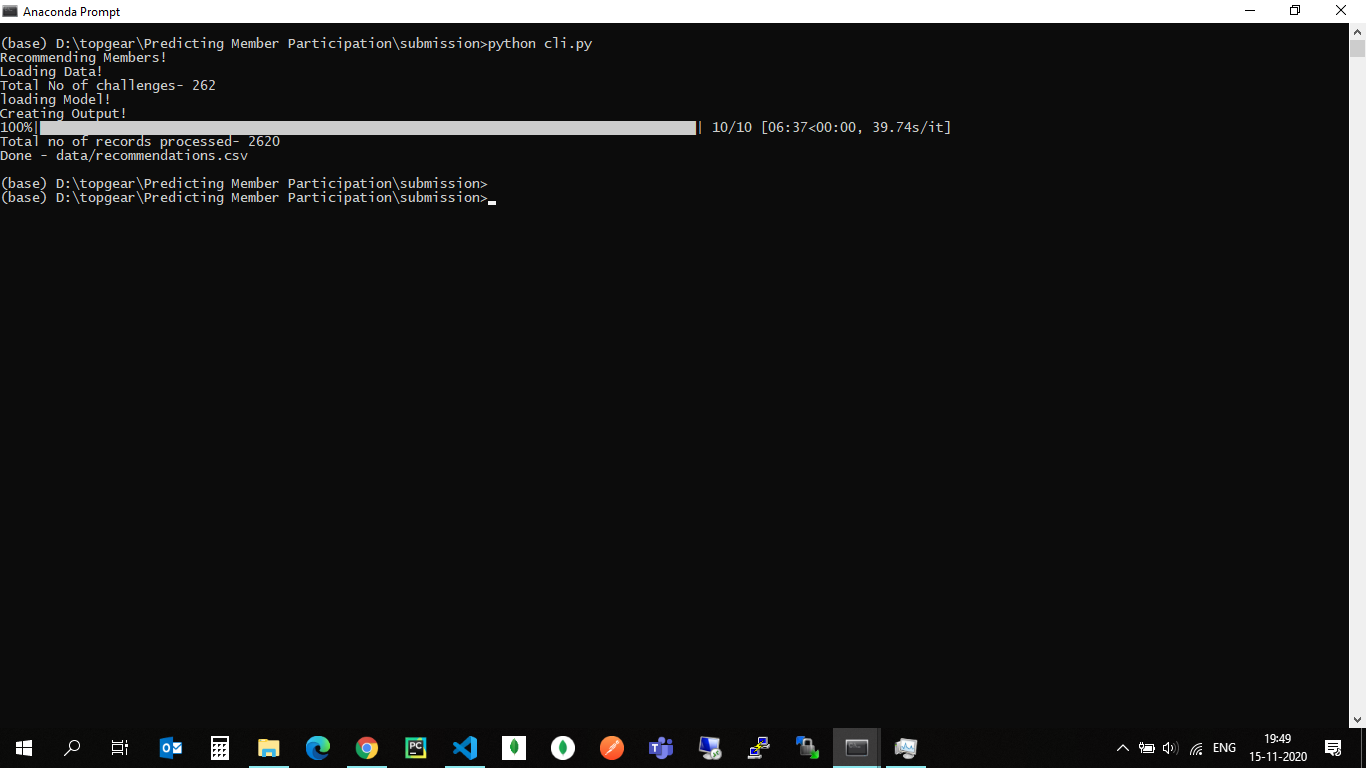 Anaconda Prompt
(base) D:\topgear\Predicting Member Participation\submission>python cli.py
Recommending Members!
Loading Data!
Total No of challenges- 262
loading Model!
Creating Output!
100%| | 10/10 [06:37<00:00, 39.74s/it]
Total no of records processed- 2620
Done - data/recommendations.csv
(base) D:\topgear\Predicting Member Participation\submission>
(base) D:\topgear\Predicting Member Participation\submission>
ENG
19:49
15-11-2020